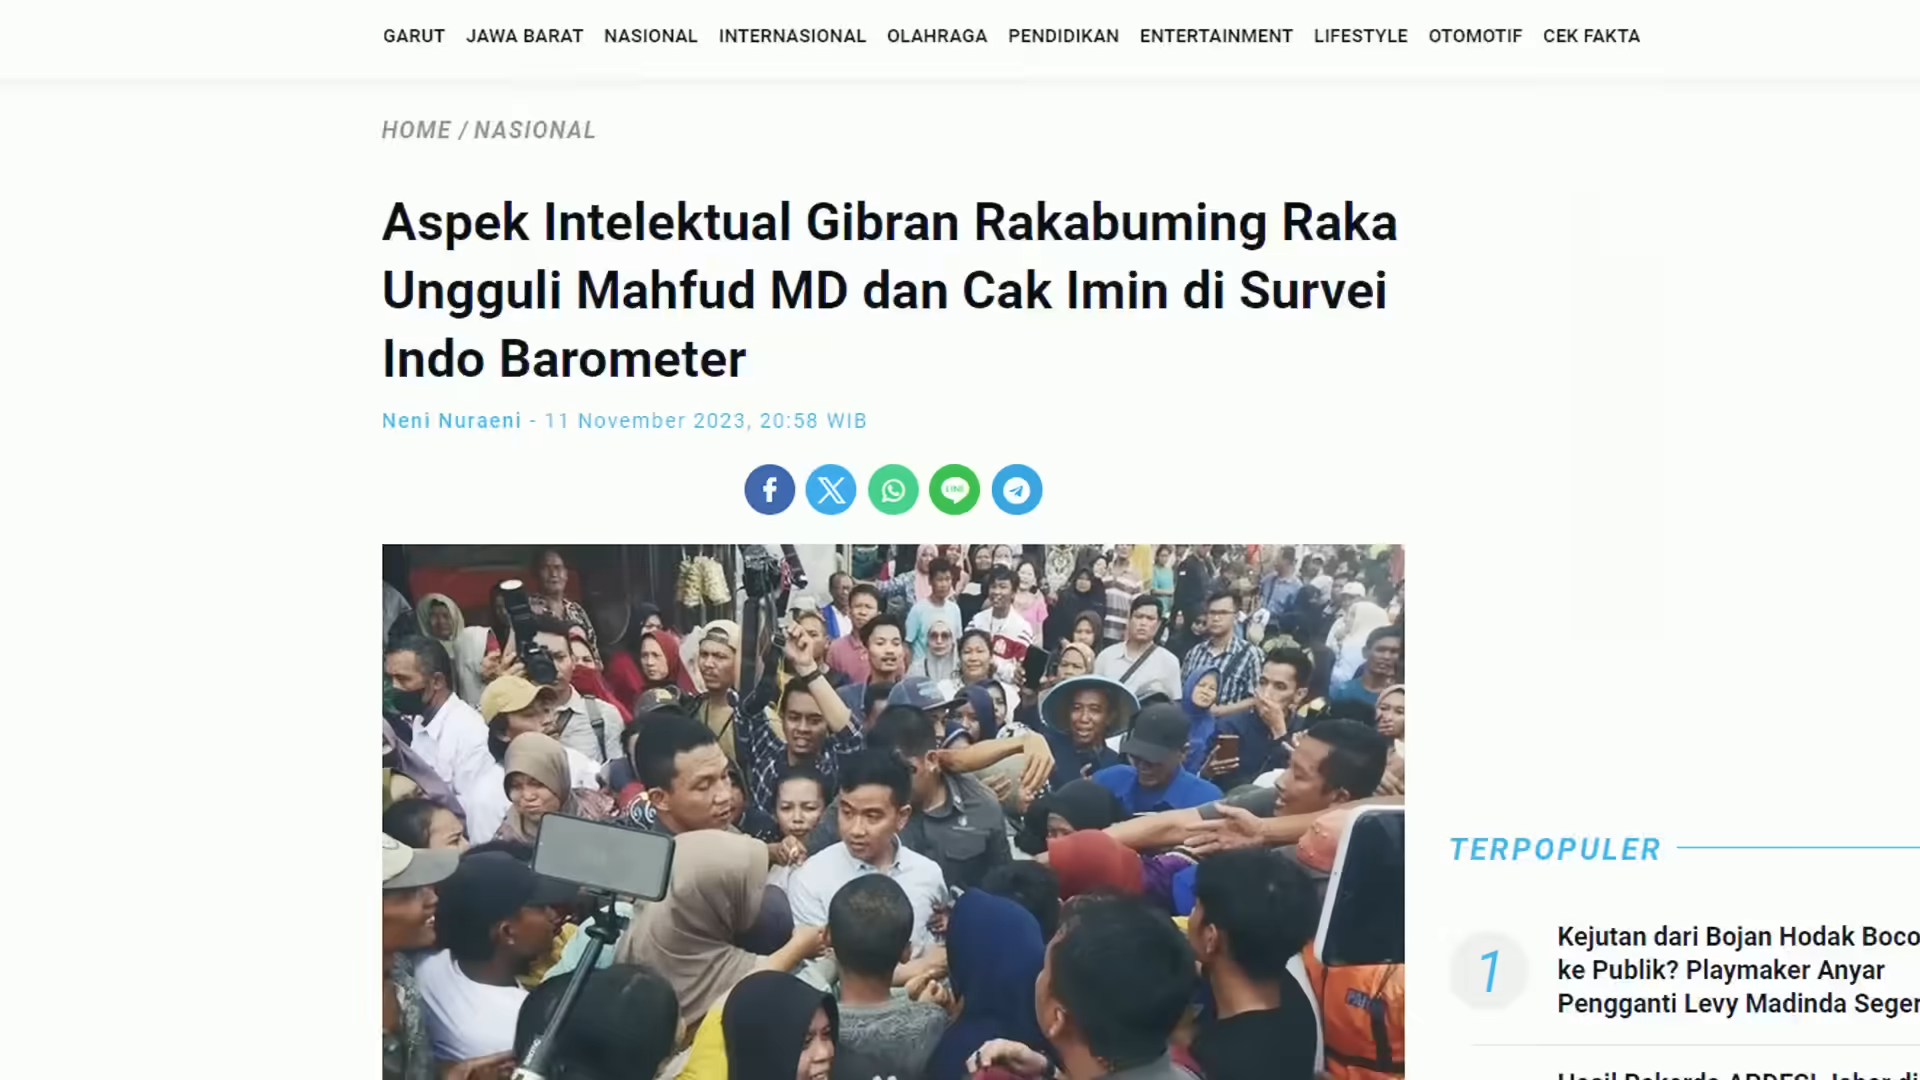 GARUT JAWA BARAT NASIONAL INTERNASIONAL OLAHRAGA PENDIDIKAN ENTERTAINMENT LIFESTYLE OTOMOTIF CEK FAKTA
HOME / NASIONAL
Aspek Intelektual Gibran Rakabuming Raka
Ungguli Mahfud MD dan Cak Imin di Survei
Indo Barometer
Neni Nuraeni - 11 November 2023, 20:58 WIB
LINE
TERPOPULER
1
Kejutan dari Bojan Hodak Boco
ke Publik? Playmaker Anyar
Pengganti Levy Madinda Seger